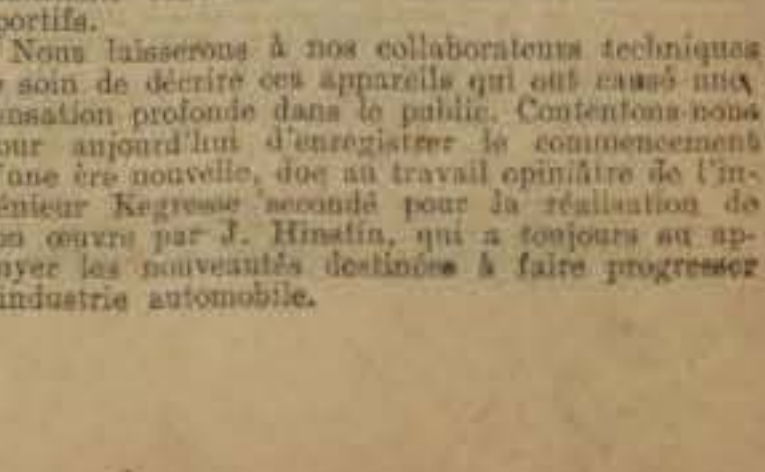 portifs.
Nous laisserons à nos collaborateurs techniques
soin de décrire ces appareils qui ont causé une
ensation profonde dans le public. Contentons-nous
our aujourd'hui d'enregistrer le commencement
'une ère nouvelle, due au travail opiniâtre de l'in-
énieur Kegresse secondé pour la réalisation de
on œuvre par J. Hinstin, qui a toujours su ap-
uyer les nouveautés destinées à faire progresser
industrie automobile.